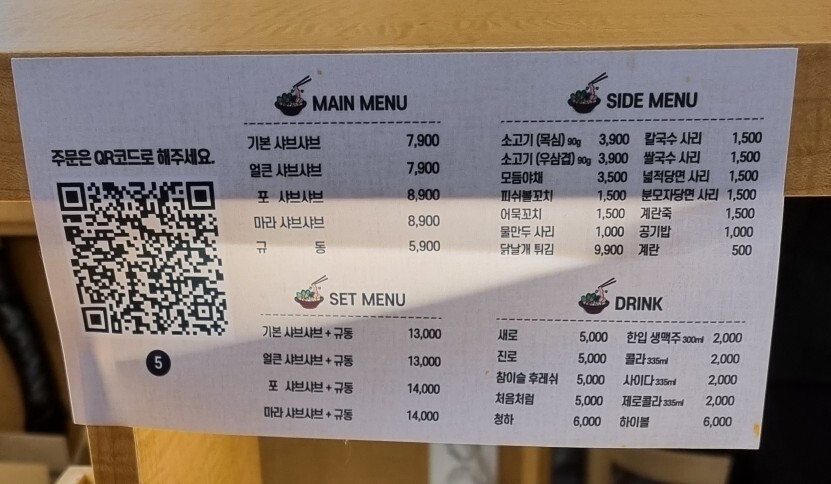 주문은 QR코드로 해주세요.
5
MAIN MENU
기본 샤브샤브 7,900
얼큰 샤브샤브 7,900
포 샤브샤브 8,900
마라 샤브샤브 8,900
규 동 5,900
SET MENU
기본 샤브샤브 + 규동 13,000
얼큰 샤브샤브 + 규동 13,000
포 샤브샤브 + 규동 14,000
마라 샤브샤브 + 규동 14,000
SIDE MENU
소고기 (목심) 90g 3,900 칼국수 사리 1,500
소고기 (우삼겹) 90g 3,900 쌀국수 사리 1,500
모듬야채 3,500 넓적당면 사리 1,500
피쉬볼꼬치 1,500 분모자당면 사리 1,500
어묵꼬치 1,500 계란죽 1,500
물만두 사리 1,000 공기밥 1,000
닭날개 튀김 9,900 계란 500
DRINK
새로 5,000 한입 생맥주 300ml 2,000
진로 5,000 콜라 335ml 2,000
참이슬 후레쉬 5,000 사이다 335ml 2,000
처음처럼 5,000 제로콜라 335ml 2,000
청하 6,000 하이볼 6,000